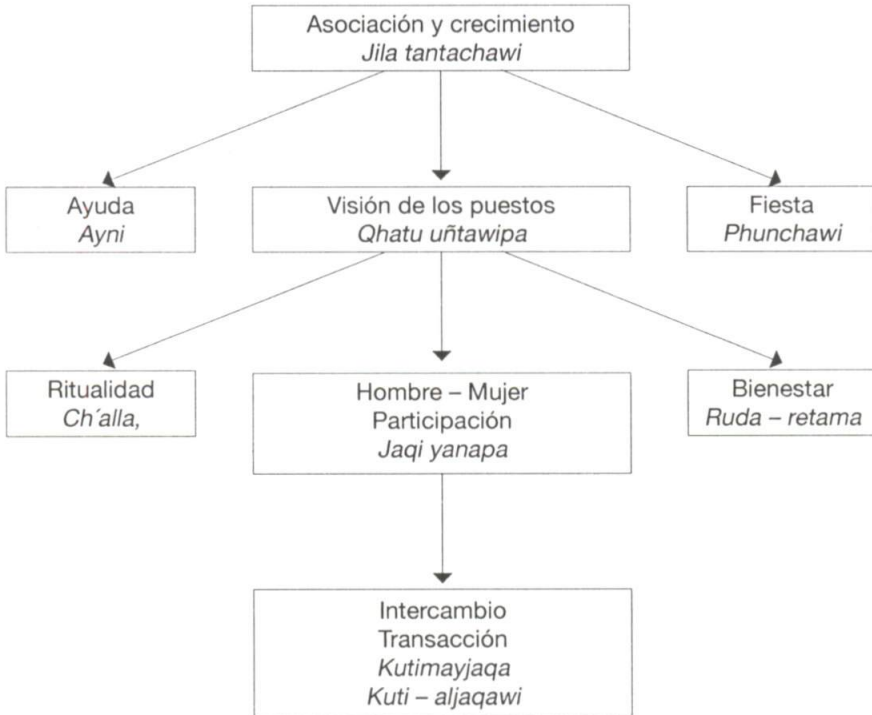 Asociación y crecimiento
Jila tantachawi
Ayuda
Ayni
Visión de los puestos
Qhatu uñtawipa
Fiesta
Phunchawi
Ritualidad
Ch´alla,
Hombre – Mujer
Participación
Jaqi yanapa
Bienestar
Ruda – retama
Intercambio
Transacción
Kutimayjaqa
Kuti – aljaqawi